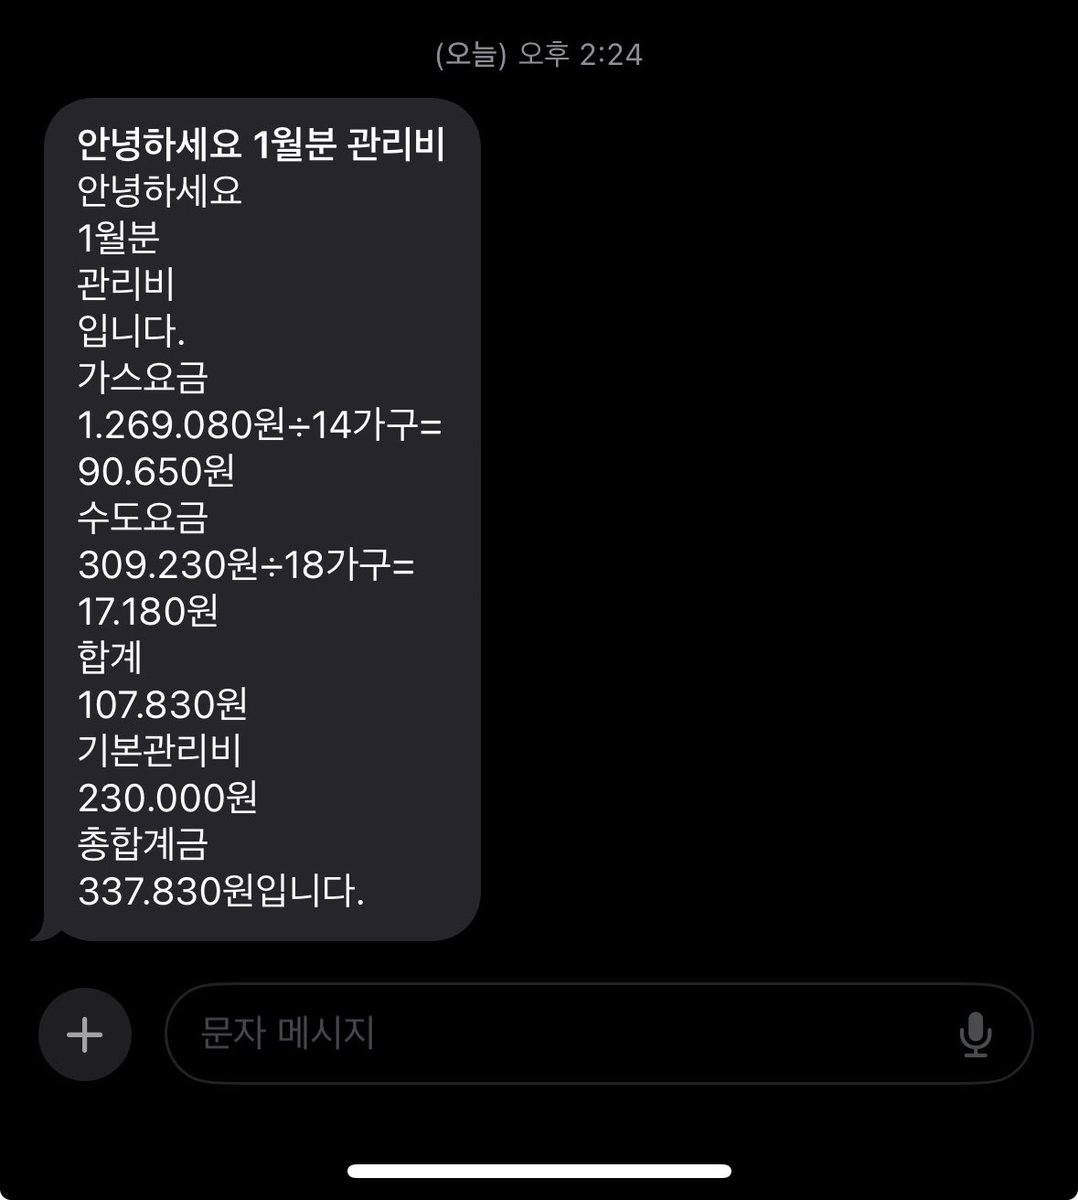 (오늘) 오후 2:24
안녕하세요 1월분 관리비
안녕하세요
1월분
관리비
입니다.
가스요금
1.269.080원÷14가구=
90.650원
수도요금
309.230원÷18가구=
17.180원
합계
107.830원
기본관리비
230.000원
총합계금
337.830원입니다.
문자 메시지